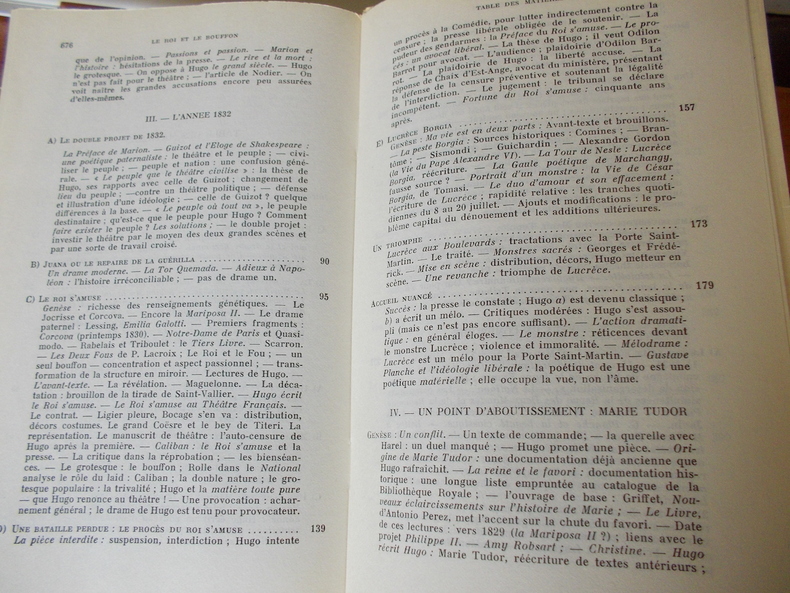 676
LE ROI ET LE BOUFFON
que de l'opinion. — Passions et passion. — Marion et
l'histoire : hésitations de la presse. — Le rire et la mort :
le grotesque. — On oppose à Hugo le grand siècle. — Hugo
n'est pas fait pour le théâtre ; — l'article de Nodier. — On
voit naître les grandes accusations encore peu assurées
d'elles-mêmes.
III. — L'ANNEE 1832
A) LE DOUBLE PROJET DE 1832.
La Préface de Marion. — Guizot et l'Eloge de Shakespeare :
une poétique paternaliste : le théâtre et le peuple ; — civi-
liser le peuple ; — peuple et nation : une confusion géné-
rale. — « Le peuple que le théâtre civilise » : la thèse de
Hugo, ses rapports avec celle de Guizot ; changement de
lieu du peuple ; —contre un théâtre politique ; — défense
et illustration d'une idéologie ; — celle de Guizot ? quelque
différences à la base. — « Le peuple où tout va », le peuple
destinataire ; qu'est-ce que le peuple pour Hugo ? Comment
faire exister le peuple ? Les solutions ; — le double projet :
investir le théâtre par le moyen des deux grandes scènes et
par une sorte de travail croisé.
B) JUANA OU LE REPAIRE DE LA GUÉRILLA .................... 90
Un drame moderne. — La Tor Quemada. — Adieux à Napo-
léon : l'histoire irréconciliable ; — pas de drame un.
C) LE ROI S'AMUSE .................... 95
Genèse : richesse des renseignements génétiques. — Le
Jocrisse et Corcova. — Encore la Mariposa II. — Le drame
paternel : Lessing, Emilia Galotti. — Premiers fragments :
Corcova (printemps 1830). — Notre-Dame de Paris et Quasi-
modo. — Rabelais et Triboulet : le Tiers Livre. — Scarron.
— Les Deux Fous de P. Lacroix ; Le Roi et le Fou ; — un
seul bouffon — concentration et aspect passionnel ; — trans-
formation de la structure en miroir. — Lectures de Hugo. —
L'avant-texte. — La révélation. — Maguelonne. — La déca-
tation : brouillon de la tirade de Saint-Vallier. — Hugo écrit
le Roi s'amuse. — Le Roi s'amuse au Théâtre Français. —
Le contrat. — Ligier pleure, Bocage s'en va : distribution,
décors costumes. Le grand Coësre et le bey de Titeri. La
représentation. Le manuscrit de théâtre : l'auto-censure de
Hugo après la première. — Caliban : le Roi s'amuse et la
presse. — La critique dans la réprobation ; — les bienséan-
ces. — Le grotesque : le bouffon ; Rolle dans le National
analyse le rôle du laid : Caliban ; la double nature ; le gro-
tesque populaire : la trivialité ; Hugo et la matière toute pure
— que Hugo renonce au théâtre ! — Une provocation : achar-
nement général ; le drame de Hugo est tenu pour provocateur.
D) UNE BATAILLE PERDUE : LE PROCÈS DU ROI S'AMUSE .......... 139
La pièce interdite : suspension, interdiction ; Hugo intente
TABLE DES MATIÈR
un procès à la Comédie, pour lutter indirectement contre la
censure ; la presse libérale obligée de le soutenir. — La
pudeur des gendarmes : la Préface du Roi s'amuse. Le pro-
cès : un avocat libéral. — La thèse de Hugo ; il veut Odilon
Barrot pour avocat. — L'audience ; plaidoirie d'Odilon Bar-
rot. — La plaidoirie de Hugo : la liberté accuse. — La
réponse de Chaix d'Est-Ange, avocat du ministère, présentant
la défense de la censure préventive et soutenant la légalité
de l'interdiction. — Le jugement : le tribunal se déclare
incompétent. — Fortune du Roi s'amuse : cinquante ans
après.
E) LUCRÈCE BORGIA .................... 157
Genèse : Ma vie est en deux parts : Avant-texte et brouillons.
— La peste Borgia : Sources historiques : Comines ; — Bran-
tôme ; — Sismondi ; — Guichardin ; — Alexandre Gordon
(la Vie du Pape Alexandre VI). — La Tour de Nesle : Lucrèce
Borgia, réécriture. — La Gaule poétique de Marchangy,
fausse source ? — Portrait d'un monstre : la Vie de César
Borgia, de Tomasi. — Le duo d'amour et son effacement :
l'écriture de Lucrèce ; rapidité relative : les tranches quoti-
diennes du 8 au 20 juillet. — Ajouts et modifications : le pro-
blème capital du dénouement et les additions ultérieures.
UN TRIOMPHE .................... 173
Lucrèce aux Boulevards : tractations avec la Porte Saint-
Martin. — Le traité. — Monstres sacrés : Georges et Frédé-
rick. — Mise en scène : distribution, décors, Hugo metteur en
scène. — Une revanche : triomphe de Lucrèce.
ACCUEIL NUANCÉ .................... 179
Succès : la presse le constate ; Hugo a) est devenu classique ;
b) a écrit un mélo. — Critiques modérées : Hugo s'est assou-
pli (mais ce n'est pas encore suffisant). — L'action dramati-
tique : en général éloges. — Le monstre : réticences devant
le monstre Lucrèce ; violence et immoralité. — Mélodrame :
Lucrèce est un mélo pour la Porte Saint-Martin. — Gustave
Planche et l'idéologie libérale : la poétique de Hugo est une
poétique matérielle ; elle occupe la vue, non l'âme.
IV. — UN POINT D'ABOUTISSEMENT : MARIE TUDOR
GENÈSE : Un conflit. — Un texte de commande; — la querelle avec
Harel : un duel manqué ; — Hugo promet une pièce. — Ori-
gine de Marie Tudor : une documentation déjà ancienne que
Hugo rafraichit. — La reine et le favori : documentation his-
torique : une longue liste empruntée au catalogue de la
Bibliothèque Royale ; — l'ouvrage de base : Griffet, Nou-
veaux éclaircissements sur l'histoire de Marie ; — Le Livre,
d'Antonio Perez, met l'accent sur la chute du favori. — Date
de ces lectures : vers 1829 (la Mariposa II ?) ; liens avec le
projet Philippe II. — Amy Robsart ; — Christine. — Hugo
récrit Hugo : Marie Tudor, réécriture de textes antérieurs ;